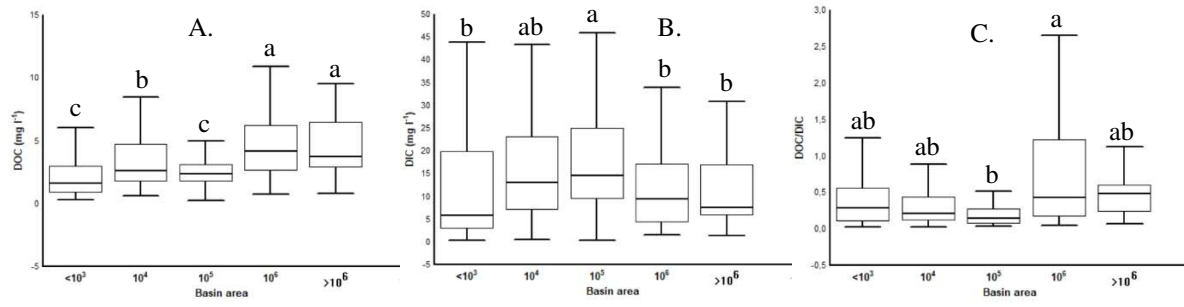 A.
15
10
5
0
-5
DOC (mg l⁻¹)
c
b
c
a
a
<10³
10⁴
10⁵
10⁶
>10⁶
Basin area
B.
50
45
40
35
30
25
20
15
10
5
0
-5
DIC (mg l⁻¹)
b
ab
a
b
b
<10³
10⁴
10⁵
10⁶
>10⁶
Basin area
C.
3,0
2,5
2,0
1,5
1,0
0,5
0,0
-0,5
DOC/DIC
ab
ab
b
a
ab
<10³
10⁴
10⁵
10⁶
>10⁶
Basin area